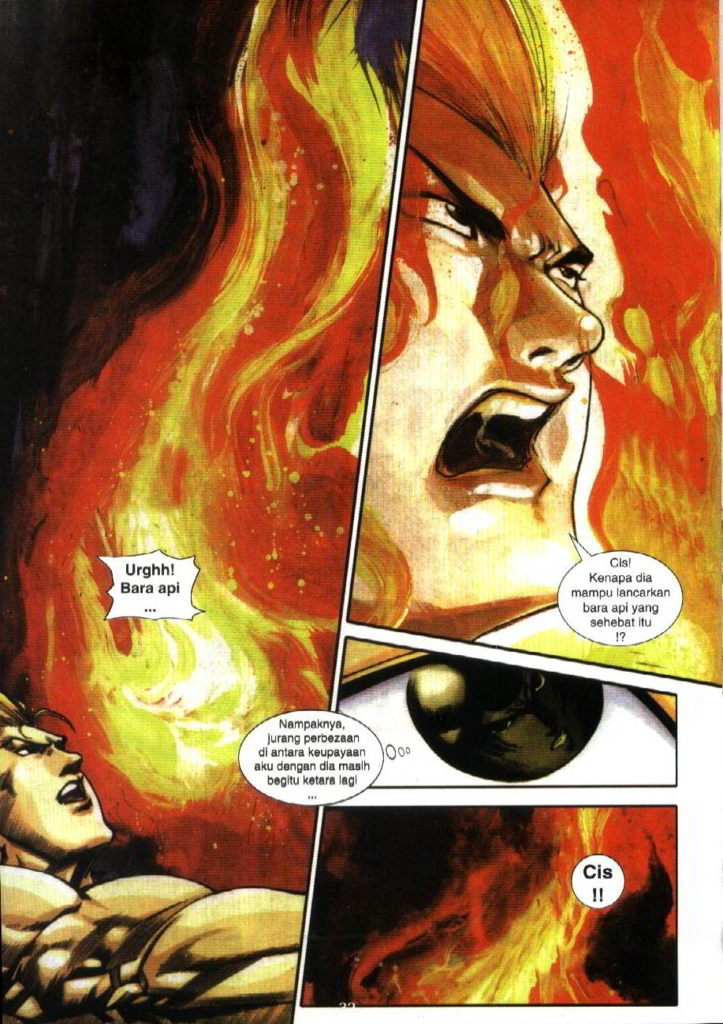 Urghh!
Bara api
...
Cis!
Kenapa dia
mampu lancarkan
bara api yang
sehebat itu
!?
Nampaknya,
jurang perbezaan
di antara keupayaan
aku dengan dia masih
begitu ketara lagi
...
Cis
!!